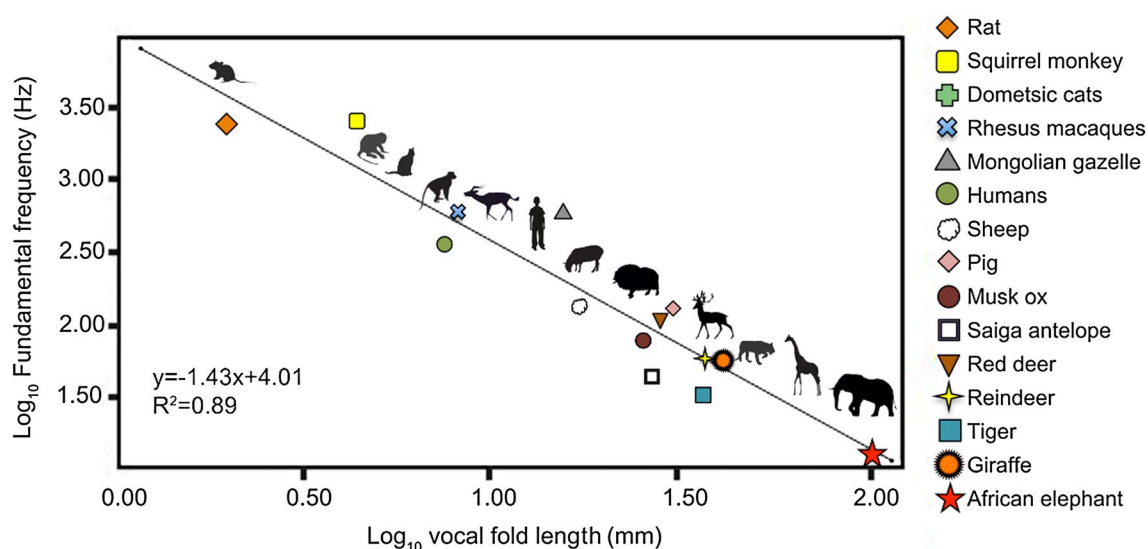 Log10 Fundamental frequency (Hz)
3.50
3.00
2.50
2.00
1.50
y=-1.43x+4.01
R²=0.89
0.00 0.50 1.00 1.50 2.00
Log10 vocal fold length (mm)
Rat
Squirrel monkey
Dometsic cats
Rhesus macaques
Mongolian gazelle
Humans
Sheep
Pig
Musk ox
Saiga antelope
Red deer
Reindeer
Tiger
Giraffe
African elephant